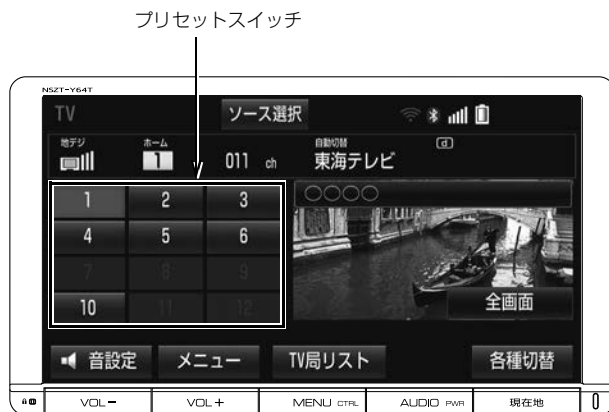 プリセットスイッチ
NSZT-Y64T
TV
ソース選択
地デジ
ホーム
1
011 ch
自動切替
東海テレビ
d
1 2 3
4 5 6
7 8 9
10 11 12
○○○○
全画面
音設定
メニュー
TV局リスト
各種切替
VOL－
VOL＋
MENU CTRL
AUDIO PWR
現在地